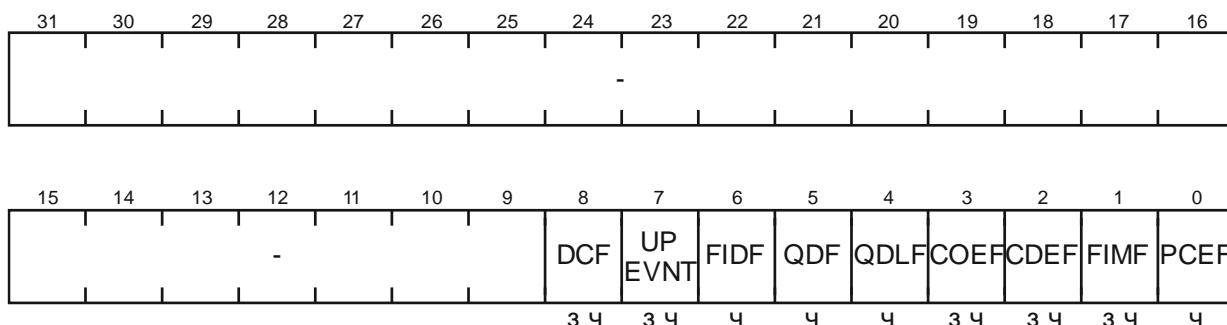 31 30 29 28 27 26 25 24 23 22 21 20 19 18 17 16
-
15 14 13 12 11 10 9 8 7 6 5 4 3 2 1 0
- DCF UP EVNT FIDF QDF QDLF COEF CDEF FIMF PCEF
з ч з ч ч ч ч з ч з ч з ч ч